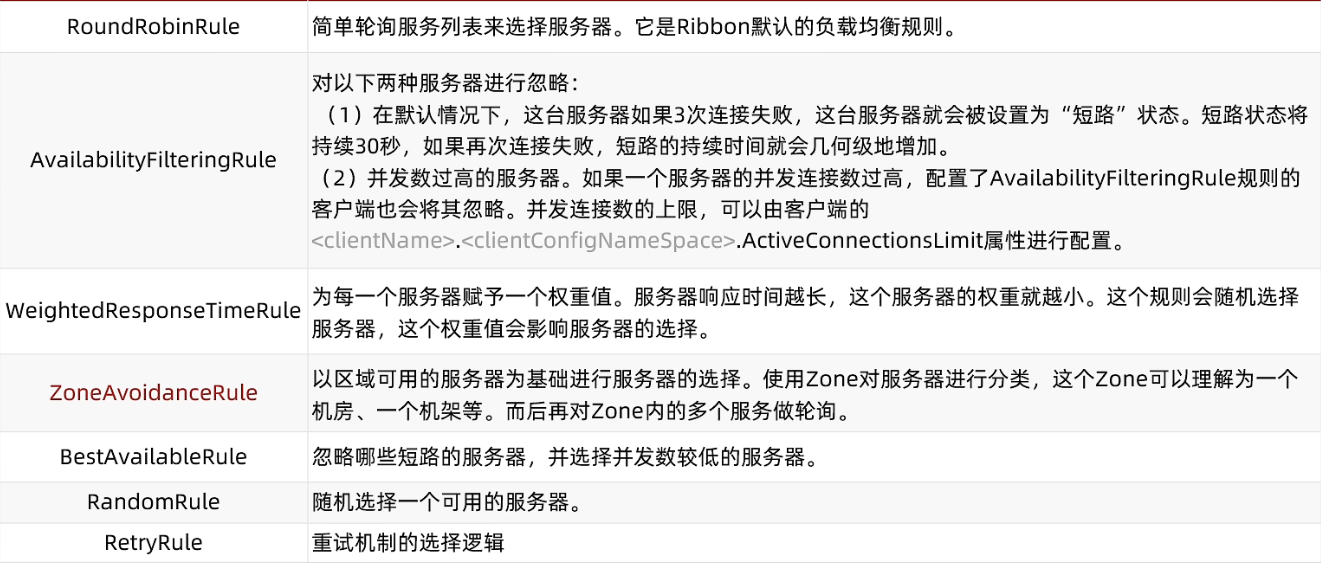 RoundRobinRule
简单轮询服务列表来选择服务器。它是Ribbon默认的负载均衡规则。
AvailabilityFilteringRule
对以下两种服务器进行忽略：
（1）在默认情况下，这台服务器如果3次连接失败，这台服务器就会被设置为“短路”状态。短路状态将
持续30秒，如果再次连接失败，短路的持续时间就会几何级地增加。
（2）并发数过高的服务器。如果一个服务器的并发连接数过高，配置了AvailabilityFilteringRule规则的
客户端也会将其忽略。并发连接数的上限，可以由客户端的
<clientName>.<clientConfigNameSpace>.ActiveConnectionsLimit属性进行配置。
WeightedResponseTimeRule
为每一个服务器赋予一个权重值。服务器响应时间越长，这个服务器的权重就越小。这个规则会随机选择
服务器，这个权重值会影响服务器的选择。
ZoneAvoidanceRule
以区域可用的服务器为基础进行服务器的选择。使用Zone对服务器进行分类，这个Zone可以理解为一个
机房、一个机架等。而后再对Zone内的多个服务做轮询。
BestAvailableRule
忽略哪些短路的服务器，并选择并发数较低的服务器。
RandomRule
随机选择一个可用的服务器。
RetryRule
重试机制的选择逻辑